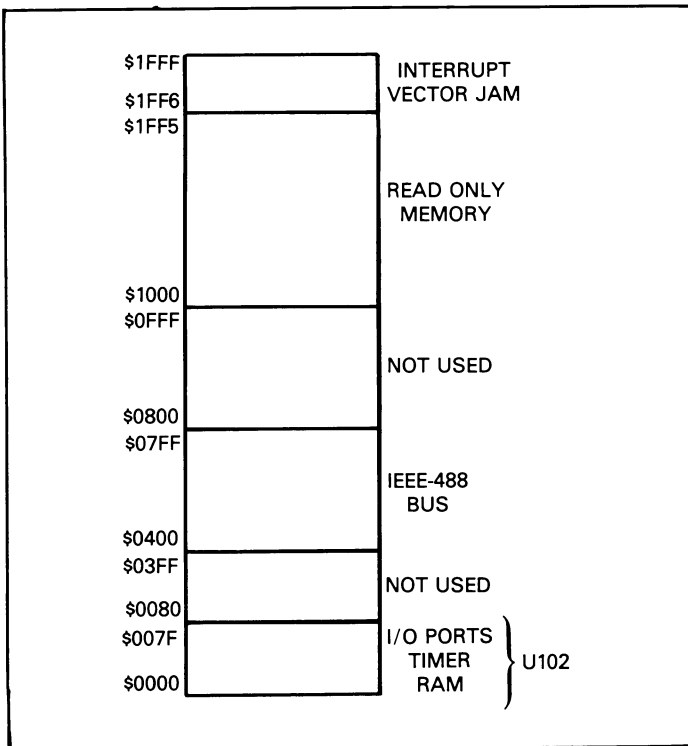 $1FFF
INTERRUPT
VECTOR JAM
$1FF6
$1FF5
READ ONLY
MEMORY
$1000
$0FFF
NOT USED
$0800
$07FF
IEEE-488
BUS
$0400
$03FF
NOT USED
$0080
$007F
I/O PORTS
TIMER
RAM
U102
$0000